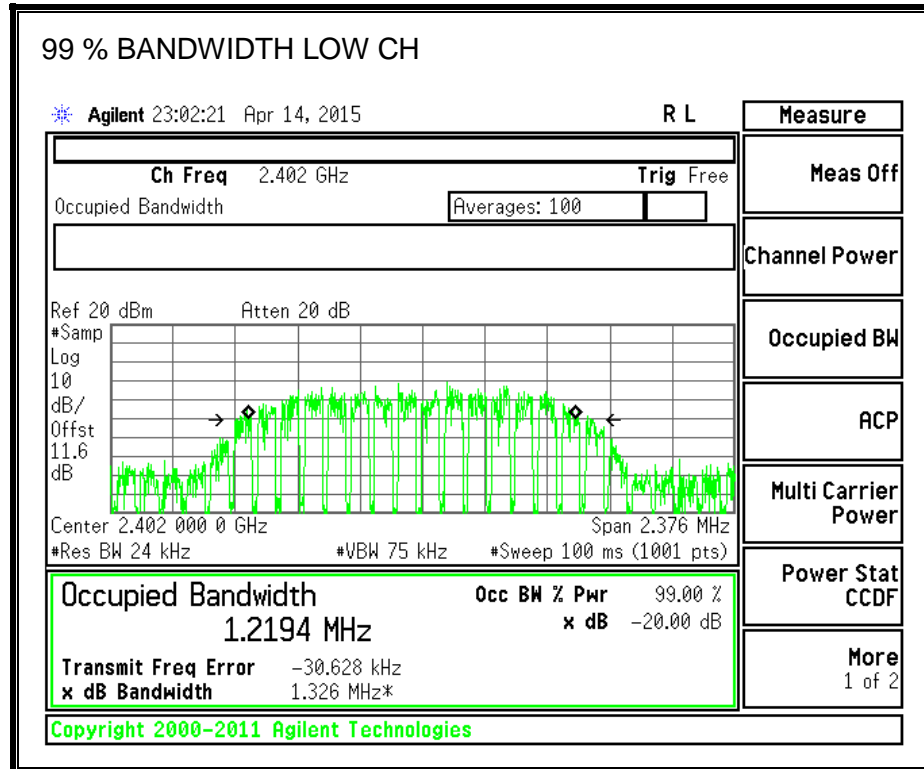 99 % BANDWIDTH LOW CH
Agilent 23:02:21 Apr 14, 2015 R L
Measure
Ch Freq 2.402 GHz Trig Free
Meas Off
Occupied Bandwidth Averages: 100
Channel Power
Ref 20 dBm Atten 20 dB
#Samp
Log
10
dB/
Offst
11.6
dB
Occupied BW
ACP
Multi Carrier
Power
Center 2.402 000 0 GHz Span 2.376 MHz
#Res BW 24 kHz #VBW 75 kHz #Sweep 100 ms (1001 pts)
Power Stat
CCDF
Occupied Bandwidth Occ BW % Pwr 99.00 %
1.2194 MHz x dB -20.00 dB
Transmit Freq Error -30.628 kHz
x dB Bandwidth 1.326 MHz*
More
1 of 2
Copyright 2000-2011 Agilent Technologies